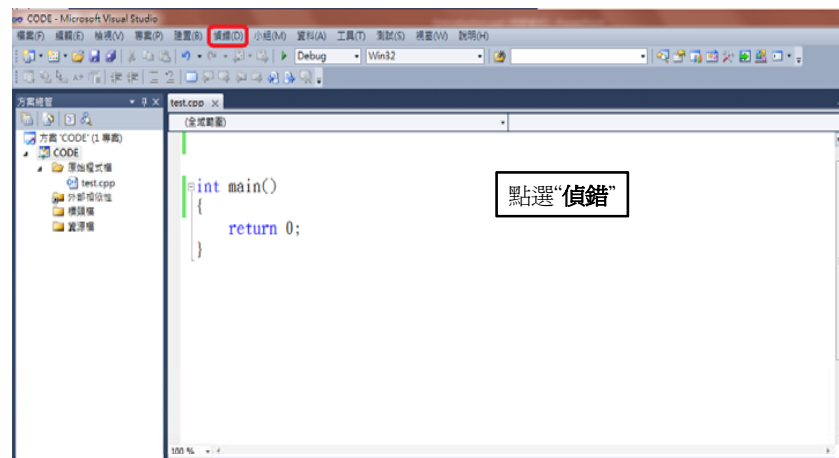 CODE - Microsoft Visual Studio
檔案(F) 編輯(E) 檢視(V) 專案(P) 建置(B) 偵錯(D) 小組(M) 資料(A) 工具(T) 測試(S) 視窗(W) 說明(H)
Debug Win32
方案總管 test.cpp
(全域範圍)
方案 'CODE' (1 專案)
CODE
原始程式檔
test.cpp
外部相依性
標頭檔
資源檔
int main()
{
return 0;
}
點選“偵錯”
100 %